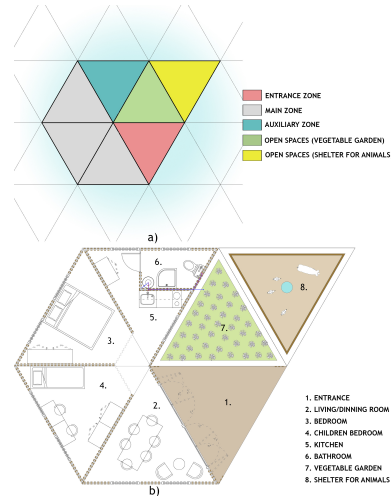 ENTRANCE ZONE
MAIN ZONE
AUXILIARY ZONE
OPEN SPACES (VEGETABLE GARDEN)
OPEN SPACES (SHELTER FOR ANIMALS
a)
6.
8.
5.
7.
3.
4.
2.
1.
1. ENTRANCE
2. LIVING/DINNING ROOM
3. BEDROOM
4. CHILDREN BEDROOM
5. KITCHEN
6. BATHROOM
7. VEGETABLE GARDEN
8. SHELTER FOR ANIMALS
b)